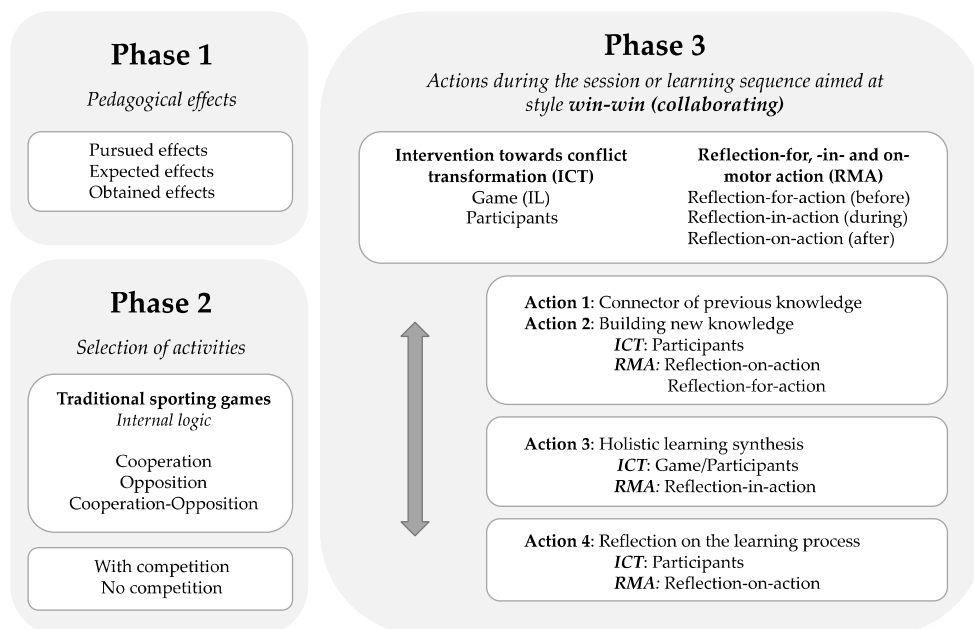 Phase 1
Pedagogical effects
Pursued effects
Expected effects
Obtained effects
Phase 2
Selection of activities
Traditional sporting games
Internal logic
Cooperation
Opposition
Cooperation-Opposition
With competition
No competition
Phase 3
Actions during the session or learning sequence aimed at
style win-win (collaborating)
Intervention towards conflict
transformation (ICT)
Game (IL)
Participants
Reflection-for, -in- and on-
motor action (RMA)
Reflection-for-action (before)
Reflection-in-action (during)
Reflection-on-action (after)
Action 1: Connector of previous knowledge
Action 2: Building new knowledge
ICT: Participants
RMA: Reflection-on-action
Reflection-for-action
Action 3: Holistic learning synthesis
ICT: Game/Participants
RMA: Reflection-in-action
Action 4: Reflection on the learning process
ICT: Participants
RMA: Reflection-on-action